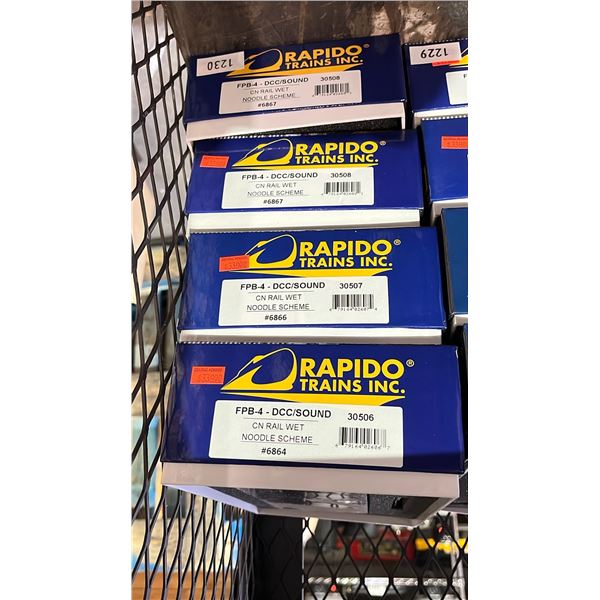 1230
1229
RAPIDO®
TRAINS INC.
FPB-4 - DCC/SOUND 30508
CN RAIL WET
NOODLE SCHEME
#6867
RAPIDO®
TRAINS INC.
FPB-4 - DCC/SOUND 30508
CN RAIL WET
NOODLE SCHEME
#6867
RAPIDO®
TRAINS INC.
FPB-4 - DCC/SOUND 30507
CN RAIL WET
NOODLE SCHEME
#6866
RAPIDO®
TRAINS INC.
FPB-4 - DCC/SOUND 30506
CN RAIL WET
NOODLE SCHEME
#6864